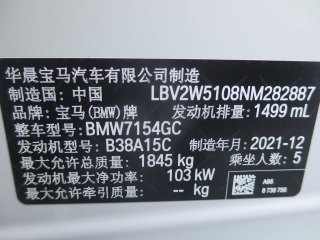 华晨宝马汽车有限公司制造
制造国：中国 LBV2W5108NM282887
品牌：宝马(BMW)牌 发动机排量：1499 mL
整车型号：BMW7154GC
发动机型号：B38A15C 制造年月：2021-12
最大允许总质量：1845 kg 乘坐人数：5
发动机最大净功率：103 kW
最大允许牵引质量：-- kg
A96
8 738 756